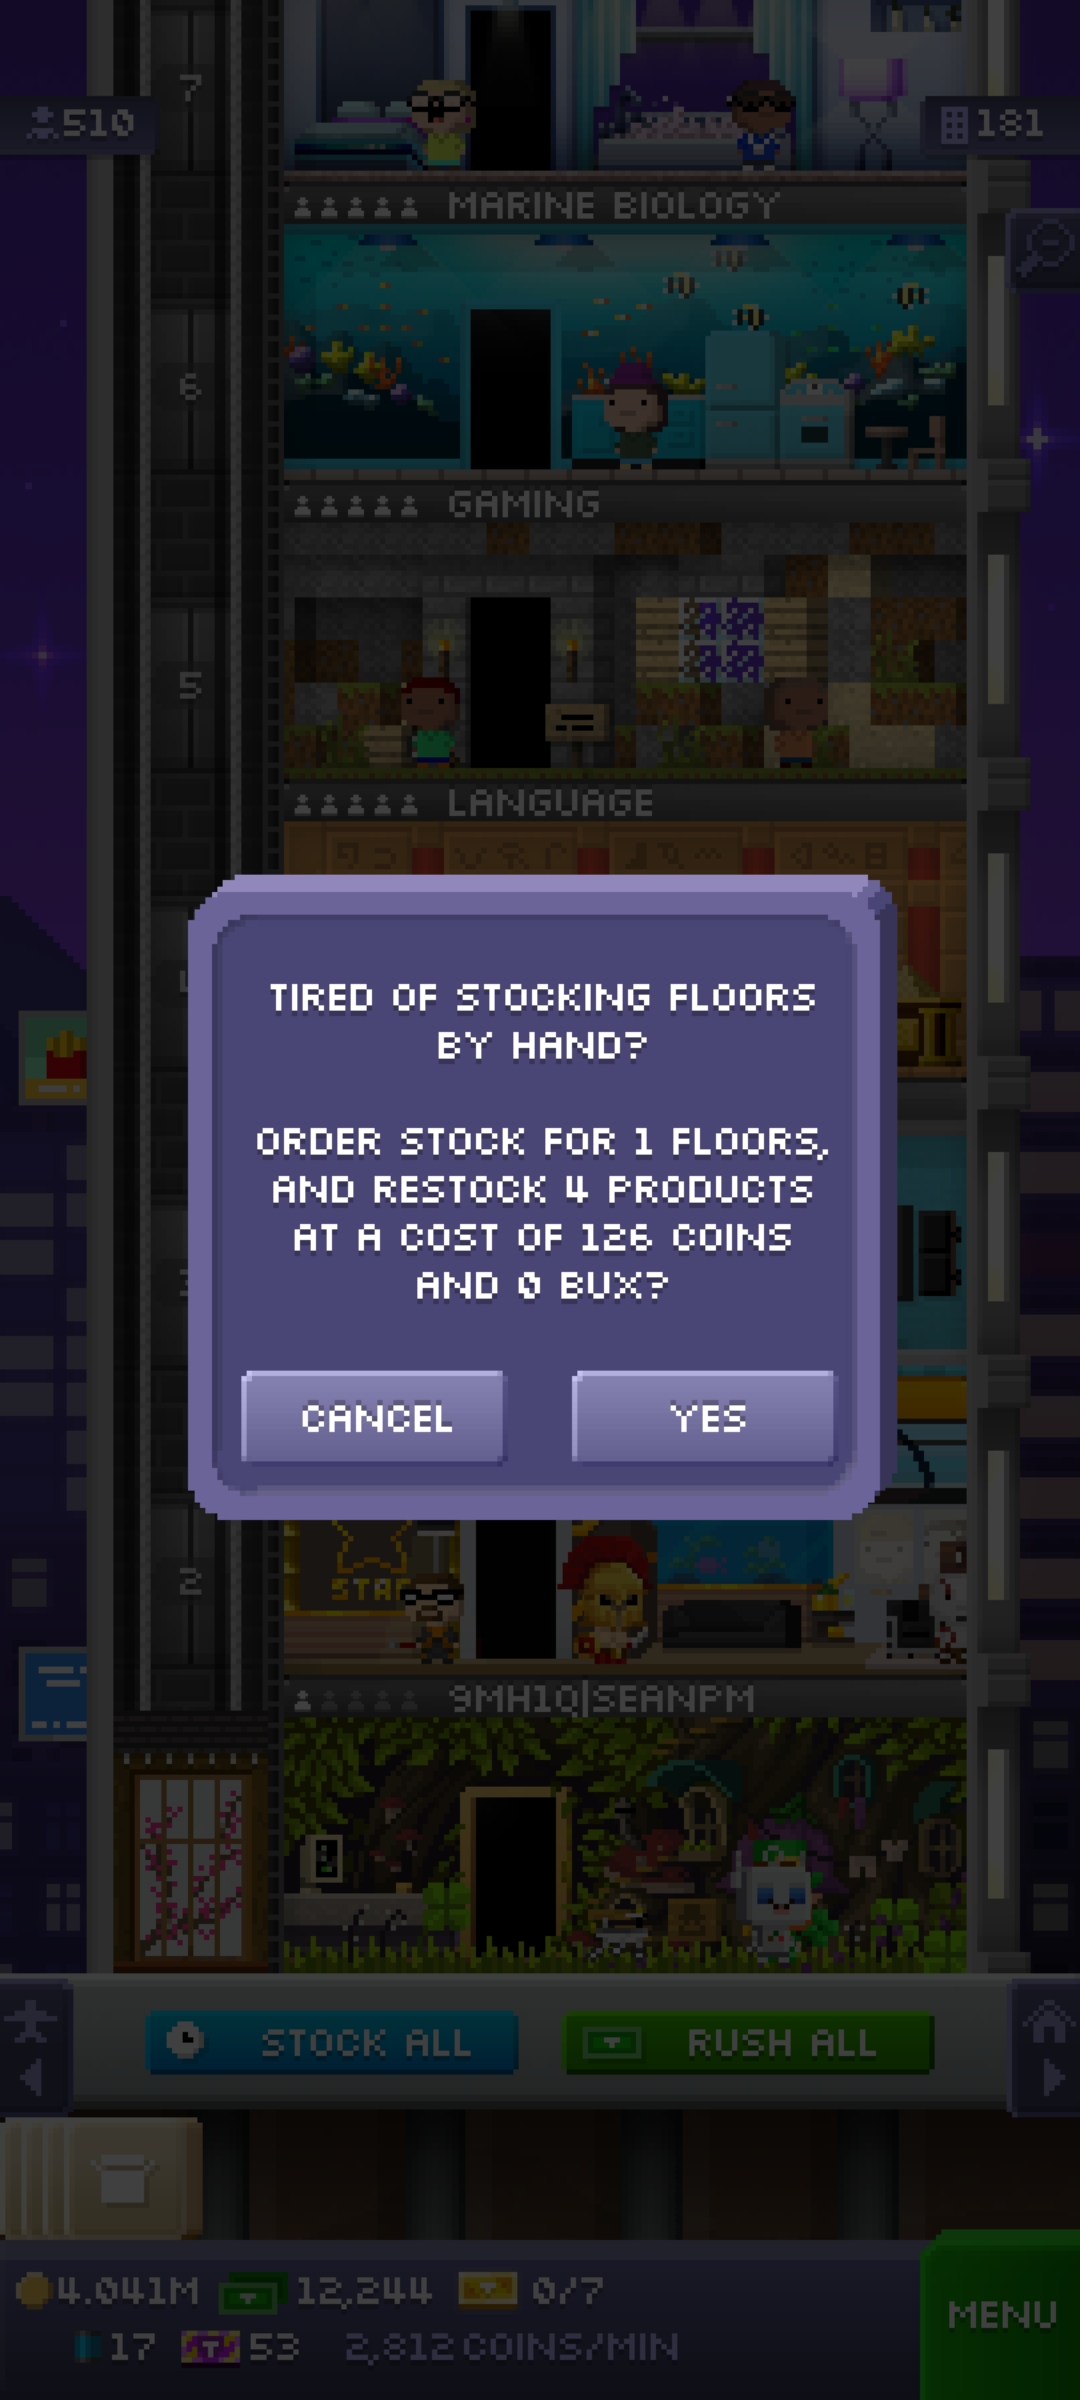 7
510
181
MARINE BIOLOGY
6
GAMING
5
LANGUAGE
TIRED OF STOCKING FLOORS
BY HAND?
ORDER STOCK FOR 1 FLOORS,
AND RESTOCK 4 PRODUCTS
AT A COST OF 126 COINS
AND 0 BUX?
CANCEL
YES
2
9MH1Q|SEANPM
STOCK ALL
RUSH ALL
4.041M
12,244
0/7
MENU
17
53
2,812 COINS/MIN